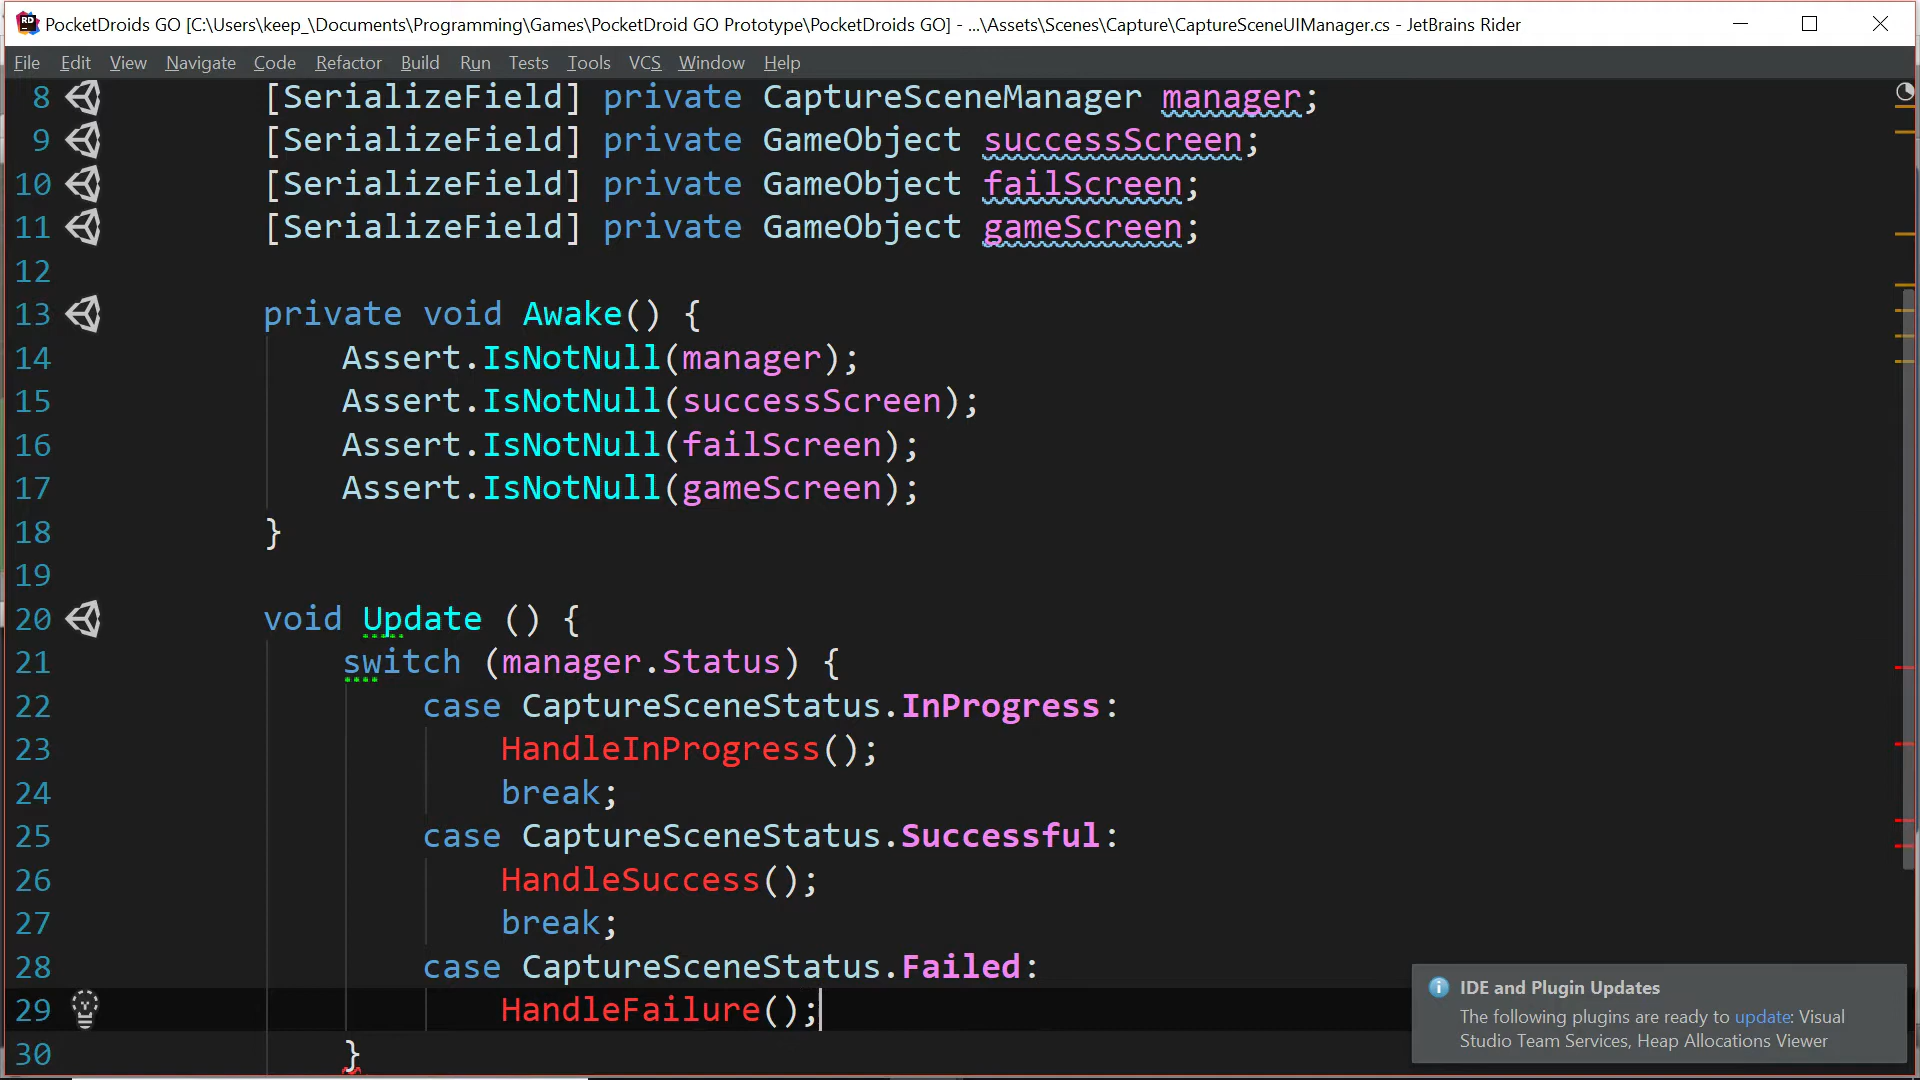 PocketDroids GO [C:\Users\keep_\Documents\Programming\Games\PocketDroid GO Prototype\PocketDroids GO] - ...\Assets\Scenes\Capture\CaptureSceneUIManager.cs - JetBrains Rider
File Edit View Navigate Code Refactor Build Run Tests Tools VCS Window Help
8 [SerializeField] private CaptureSceneManager manager;
9 [SerializeField] private GameObject successScreen;
10 [SerializeField] private GameObject failScreen;
11 [SerializeField] private GameObject gameScreen;
12
13 private void Awake() {
14 Assert.IsNotNull(manager);
15 Assert.IsNotNull(successScreen);
16 Assert.IsNotNull(failScreen);
17 Assert.IsNotNull(gameScreen);
18 }
19
20 void Update () {
21 switch (manager.Status) {
22 case CaptureSceneStatus.InProgress:
23 HandleInProgress();
24 break;
25 case CaptureSceneStatus.Successful:
26 HandleSuccess();
27 break;
28 case CaptureSceneStatus.Failed:
29 HandleFailure();
30 }
IDE and Plugin Updates
The following plugins are ready to update: Visual
Studio Team Services, Heap Allocations Viewer